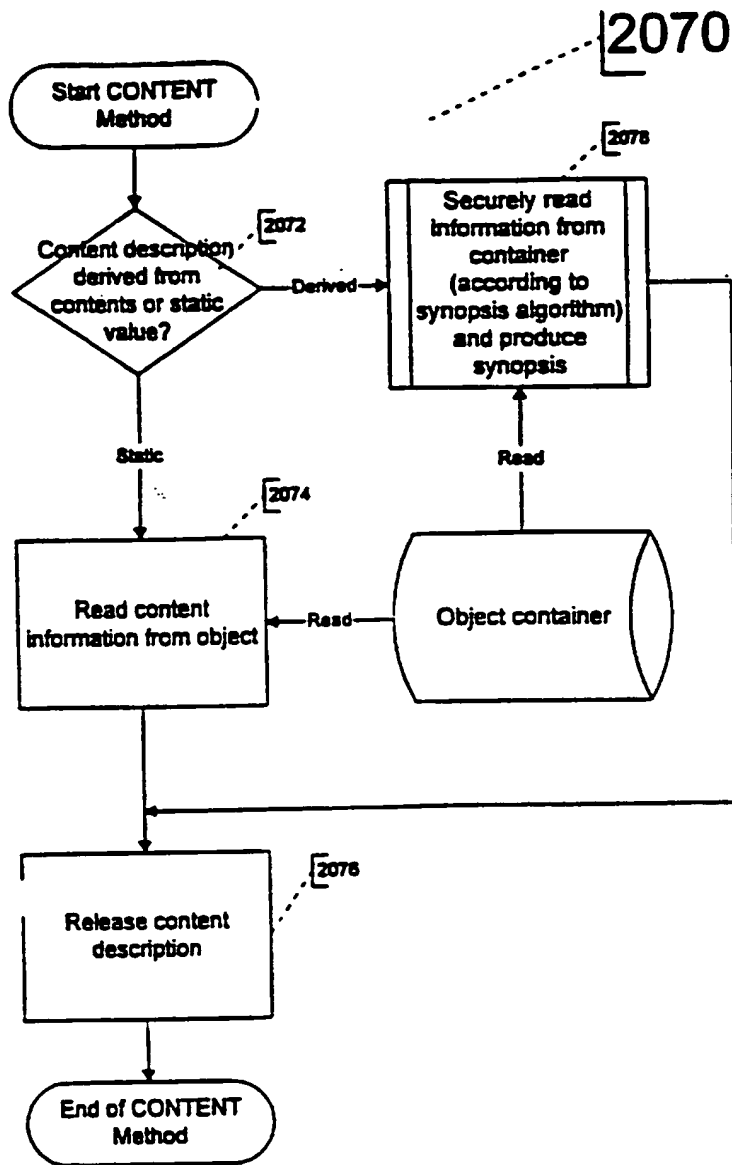 2070
Start CONTENT
Method
2078
Securely read
information from
container
(according to
synopsis algorithm)
and produce
synopsis
2072
Content description
derived from
contents or static
value?
Derived
Static
Read
2074
Read content
information from object
Read
Object container
2076
Release content
description
End of CONTENT
Method